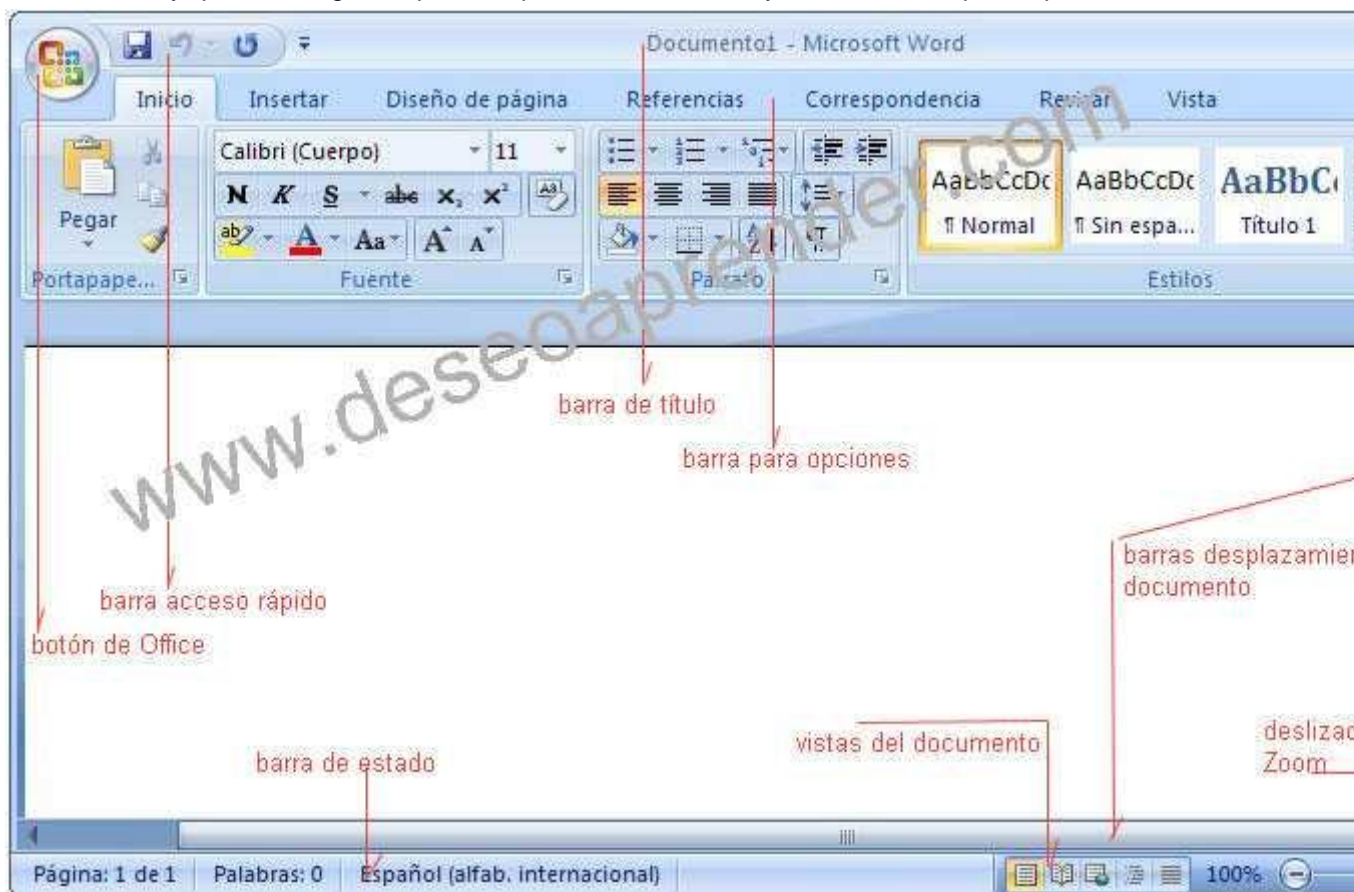 Documento1 - Microsoft Word
Inicio Insertar Diseño de página Referencias Correspondencia Revisar Vista
Pegar
Calibri (Cuerpo) 11
N K S abc x₂ x² 
ab A Aa A A
AaBbCcDc AaBbCcDc AaBbC
¶ Normal ¶ Sin espa... Título 1
Portapape... Fuente Párrafo Estilos
www.deseoaprender.com
barra de título
barra para opciones
barras desplazamien
documento
barra acceso rápido
botón de Office
vistas del documento
deslizad
Zoom
barra de estado
Página: 1 de 1 Palabras: 0 Español (alfab. internacional) 100%